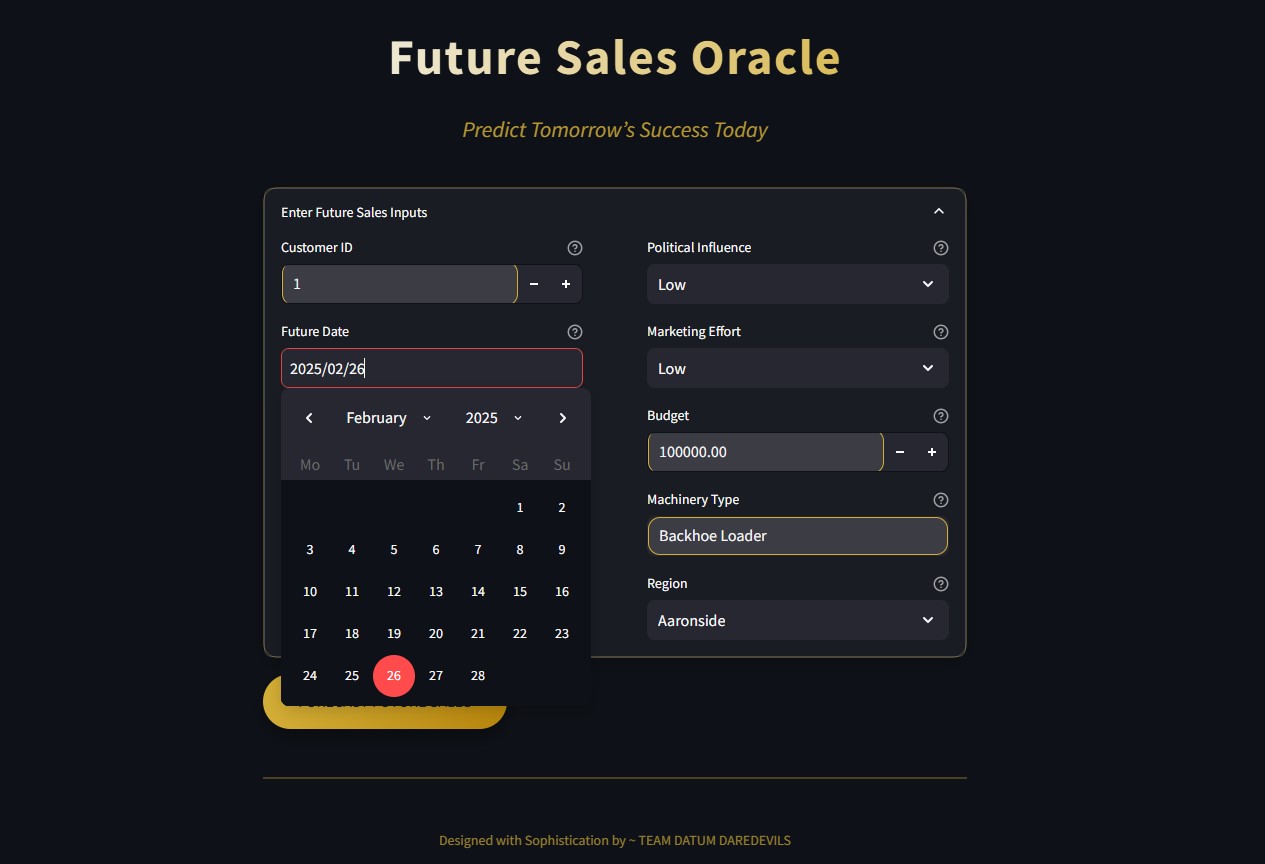 Future Sales Oracle
Predict Tomorrow's Success Today
Enter Future Sales Inputs
Customer ID
1
Future Date
2025/02/26
February 2025
Mo Tu We Th Fr Sa Su
1 2
3 4 5 6 7 8 9
10 11 12 13 14 15 16
17 18 19 20 21 22 23
24 25 26 27 28
Political Influence
Low
Marketing Effort
Low
Budget
100000.00
Machinery Type
Backhoe Loader
Region
Aaronside
Designed with Sophistication by ~ TEAM DATUM DAREDEVILS